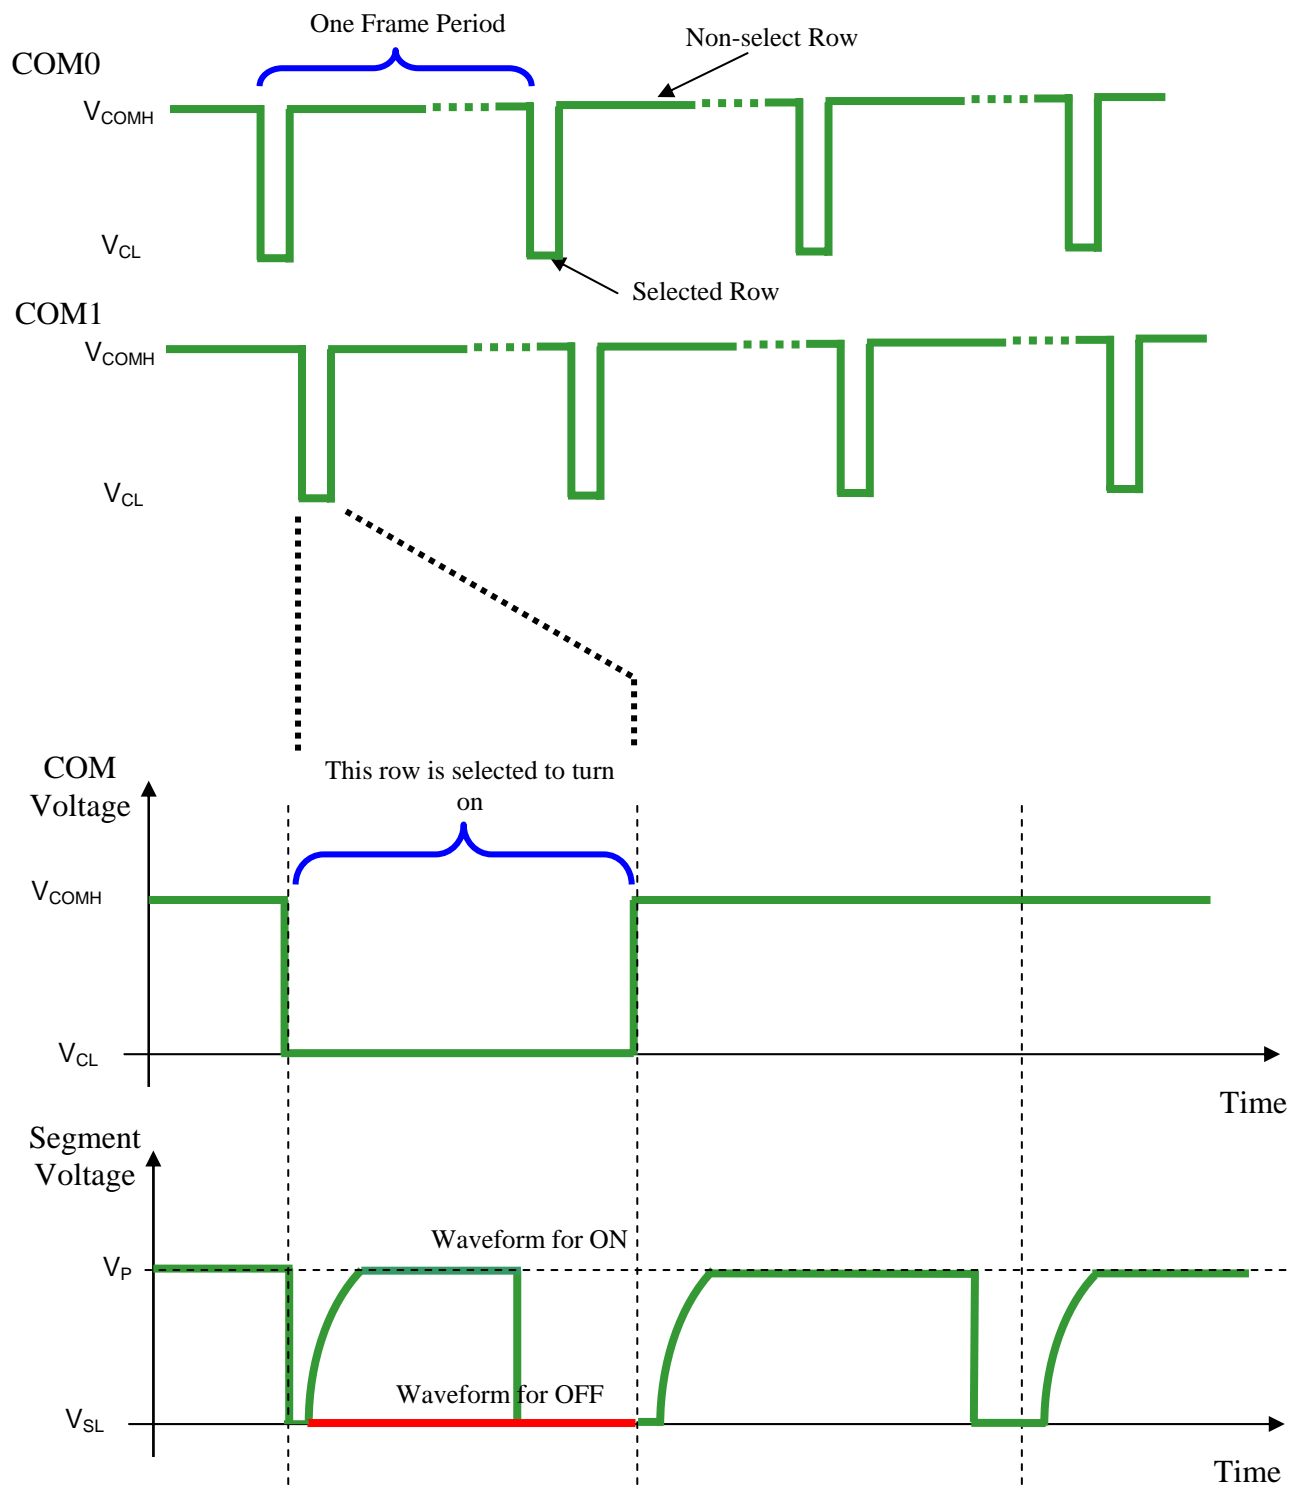 One Frame Period
Non-select Row
COM0
VCOMH
VCL
Selected Row
COM1
VCOMH
VCL
COM
Voltage
This row is selected to turn
on
VCOMH
VCL
Time
Segment
Voltage
Waveform for ON
VP
Waveform for OFF
VSL
Time